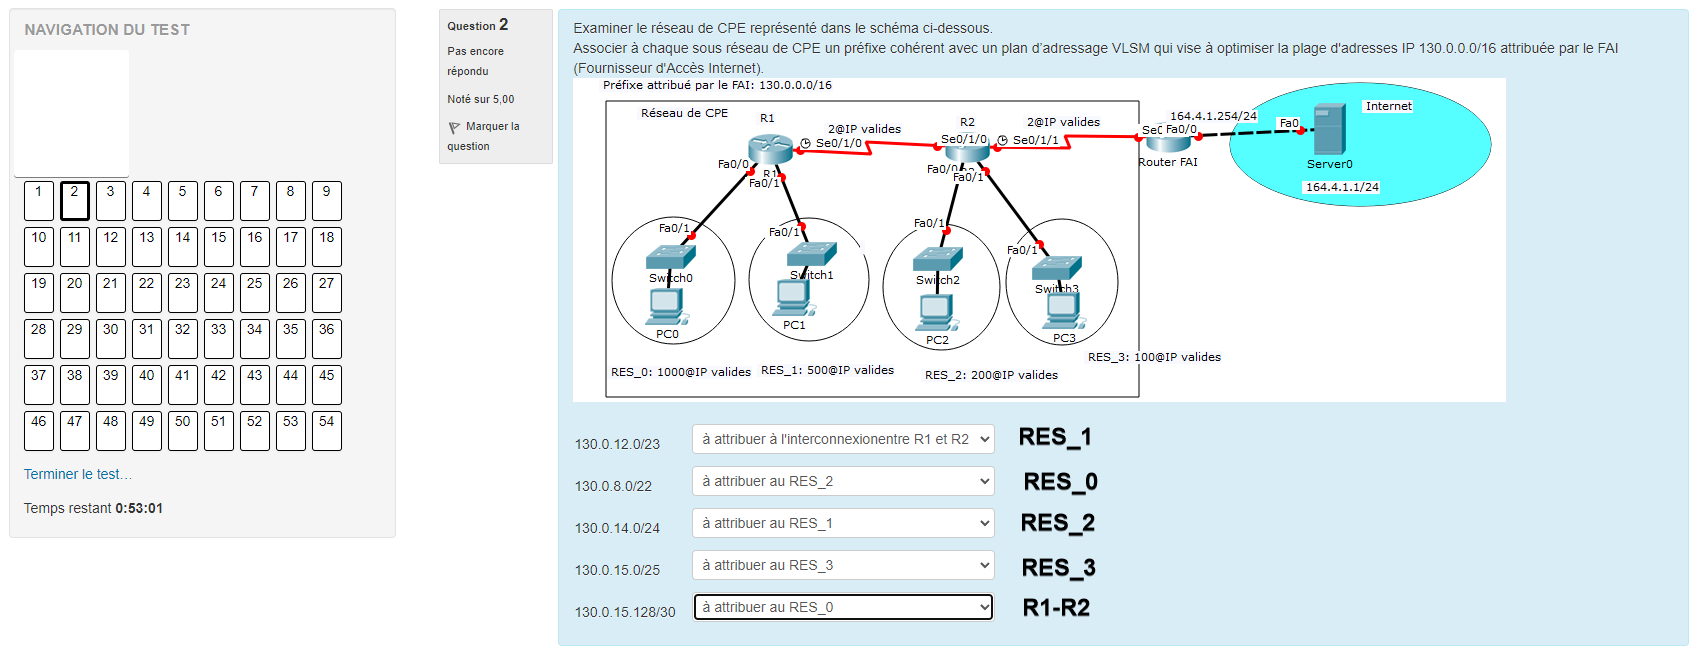 NAVIGATION DU TEST
1 2 3 4 5 6 7 8 9
10 11 12 13 14 15 16 17 18
19 20 21 22 23 24 25 26 27
28 29 30 31 32 33 34 35 36
37 38 39 40 41 42 43 44 45
46 47 48 49 50 51 52 53 54
Terminer le test…
Temps restant 0:53:01
Question 2
Pas encore
répondu
Noté sur 5,00
Marquer la
question
Examiner le réseau de CPE représenté dans le schéma ci-dessous.
Associer à chaque sous réseau de CPE un préfixe cohérent avec un plan d'adressage VLSM qui vise à optimiser la plage d'adresses IP 130.0.0.0/16 attribuée par le FAI
(Fournisseur d'Accès Internet).
Préfixe attribué par le FAI: 130.0.0.0/16
Réseau de CPE
R1
2@IP valides
Se0/1/0
R2
Se0/1/0
2@IP valides
Se0/1/1
164.4.1.254/24
Fa0/0
Router FAI
Internet
Fa0
Server0
164.4.1.1/24
Fa0/0
R1
Fa0/1
Fa0/0
Fa0/1
Fa0/1
Fa0/1
Fa0/1
Fa0/1
Switch0
Switch1
Switch2
Switch3
PC0
PC1
PC2
PC3
RES_0: 1000@IP valides
RES_1: 500@IP valides
RES_2: 200@IP valides
RES_3: 100@IP valides
130.0.12.0/23 à attribuer à l'interconnexionentre R1 et R2 RES_1
130.0.8.0/22 à attribuer au RES_2 RES_0
130.0.14.0/24 à attribuer au RES_1 RES_2
130.0.15.0/25 à attribuer au RES_3 RES_3
130.0.15.128/30 à attribuer au RES_0 R1-R2